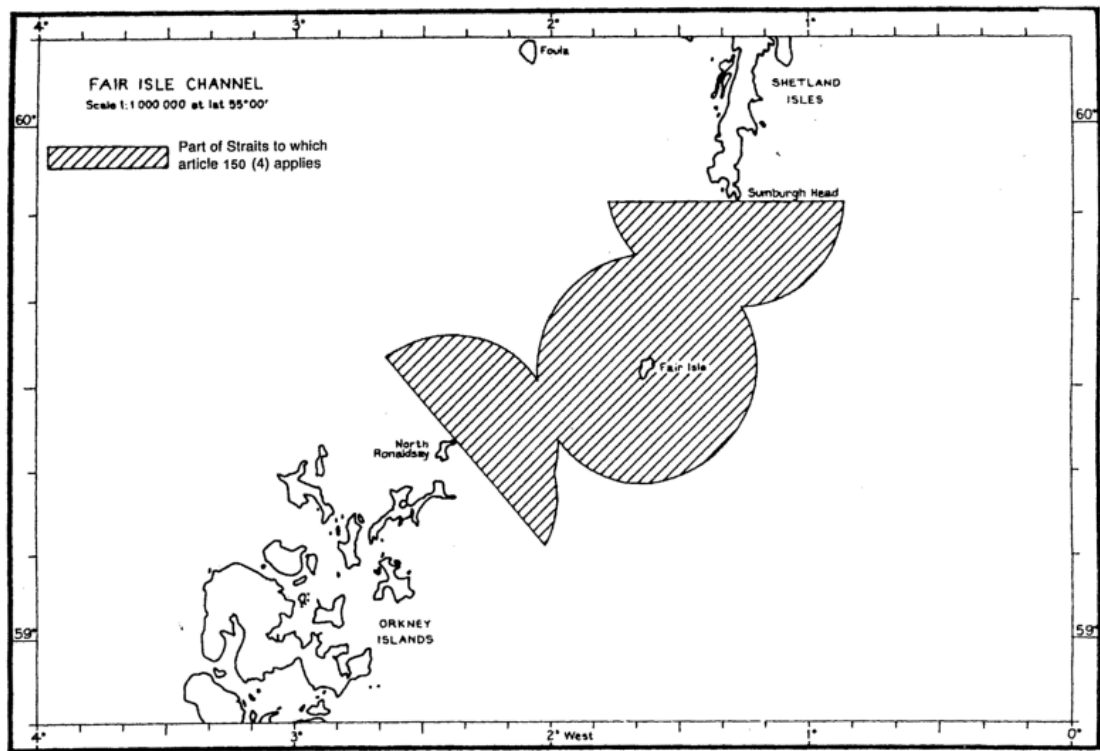 4°
3°
2°
1°
0°
FAIR ISLE CHANNEL
Scale 1:1 000 000 at lat 55°00'
Part of Straits to which
article 150 (4) applies
Foula
SHETLAND
ISLES
60°
60°
Sumburgh Head
Fair Isle
North
Ronaldsay
ORKNEY
ISLANDS
59°
59°
4°
3°
2° West
1°
0°